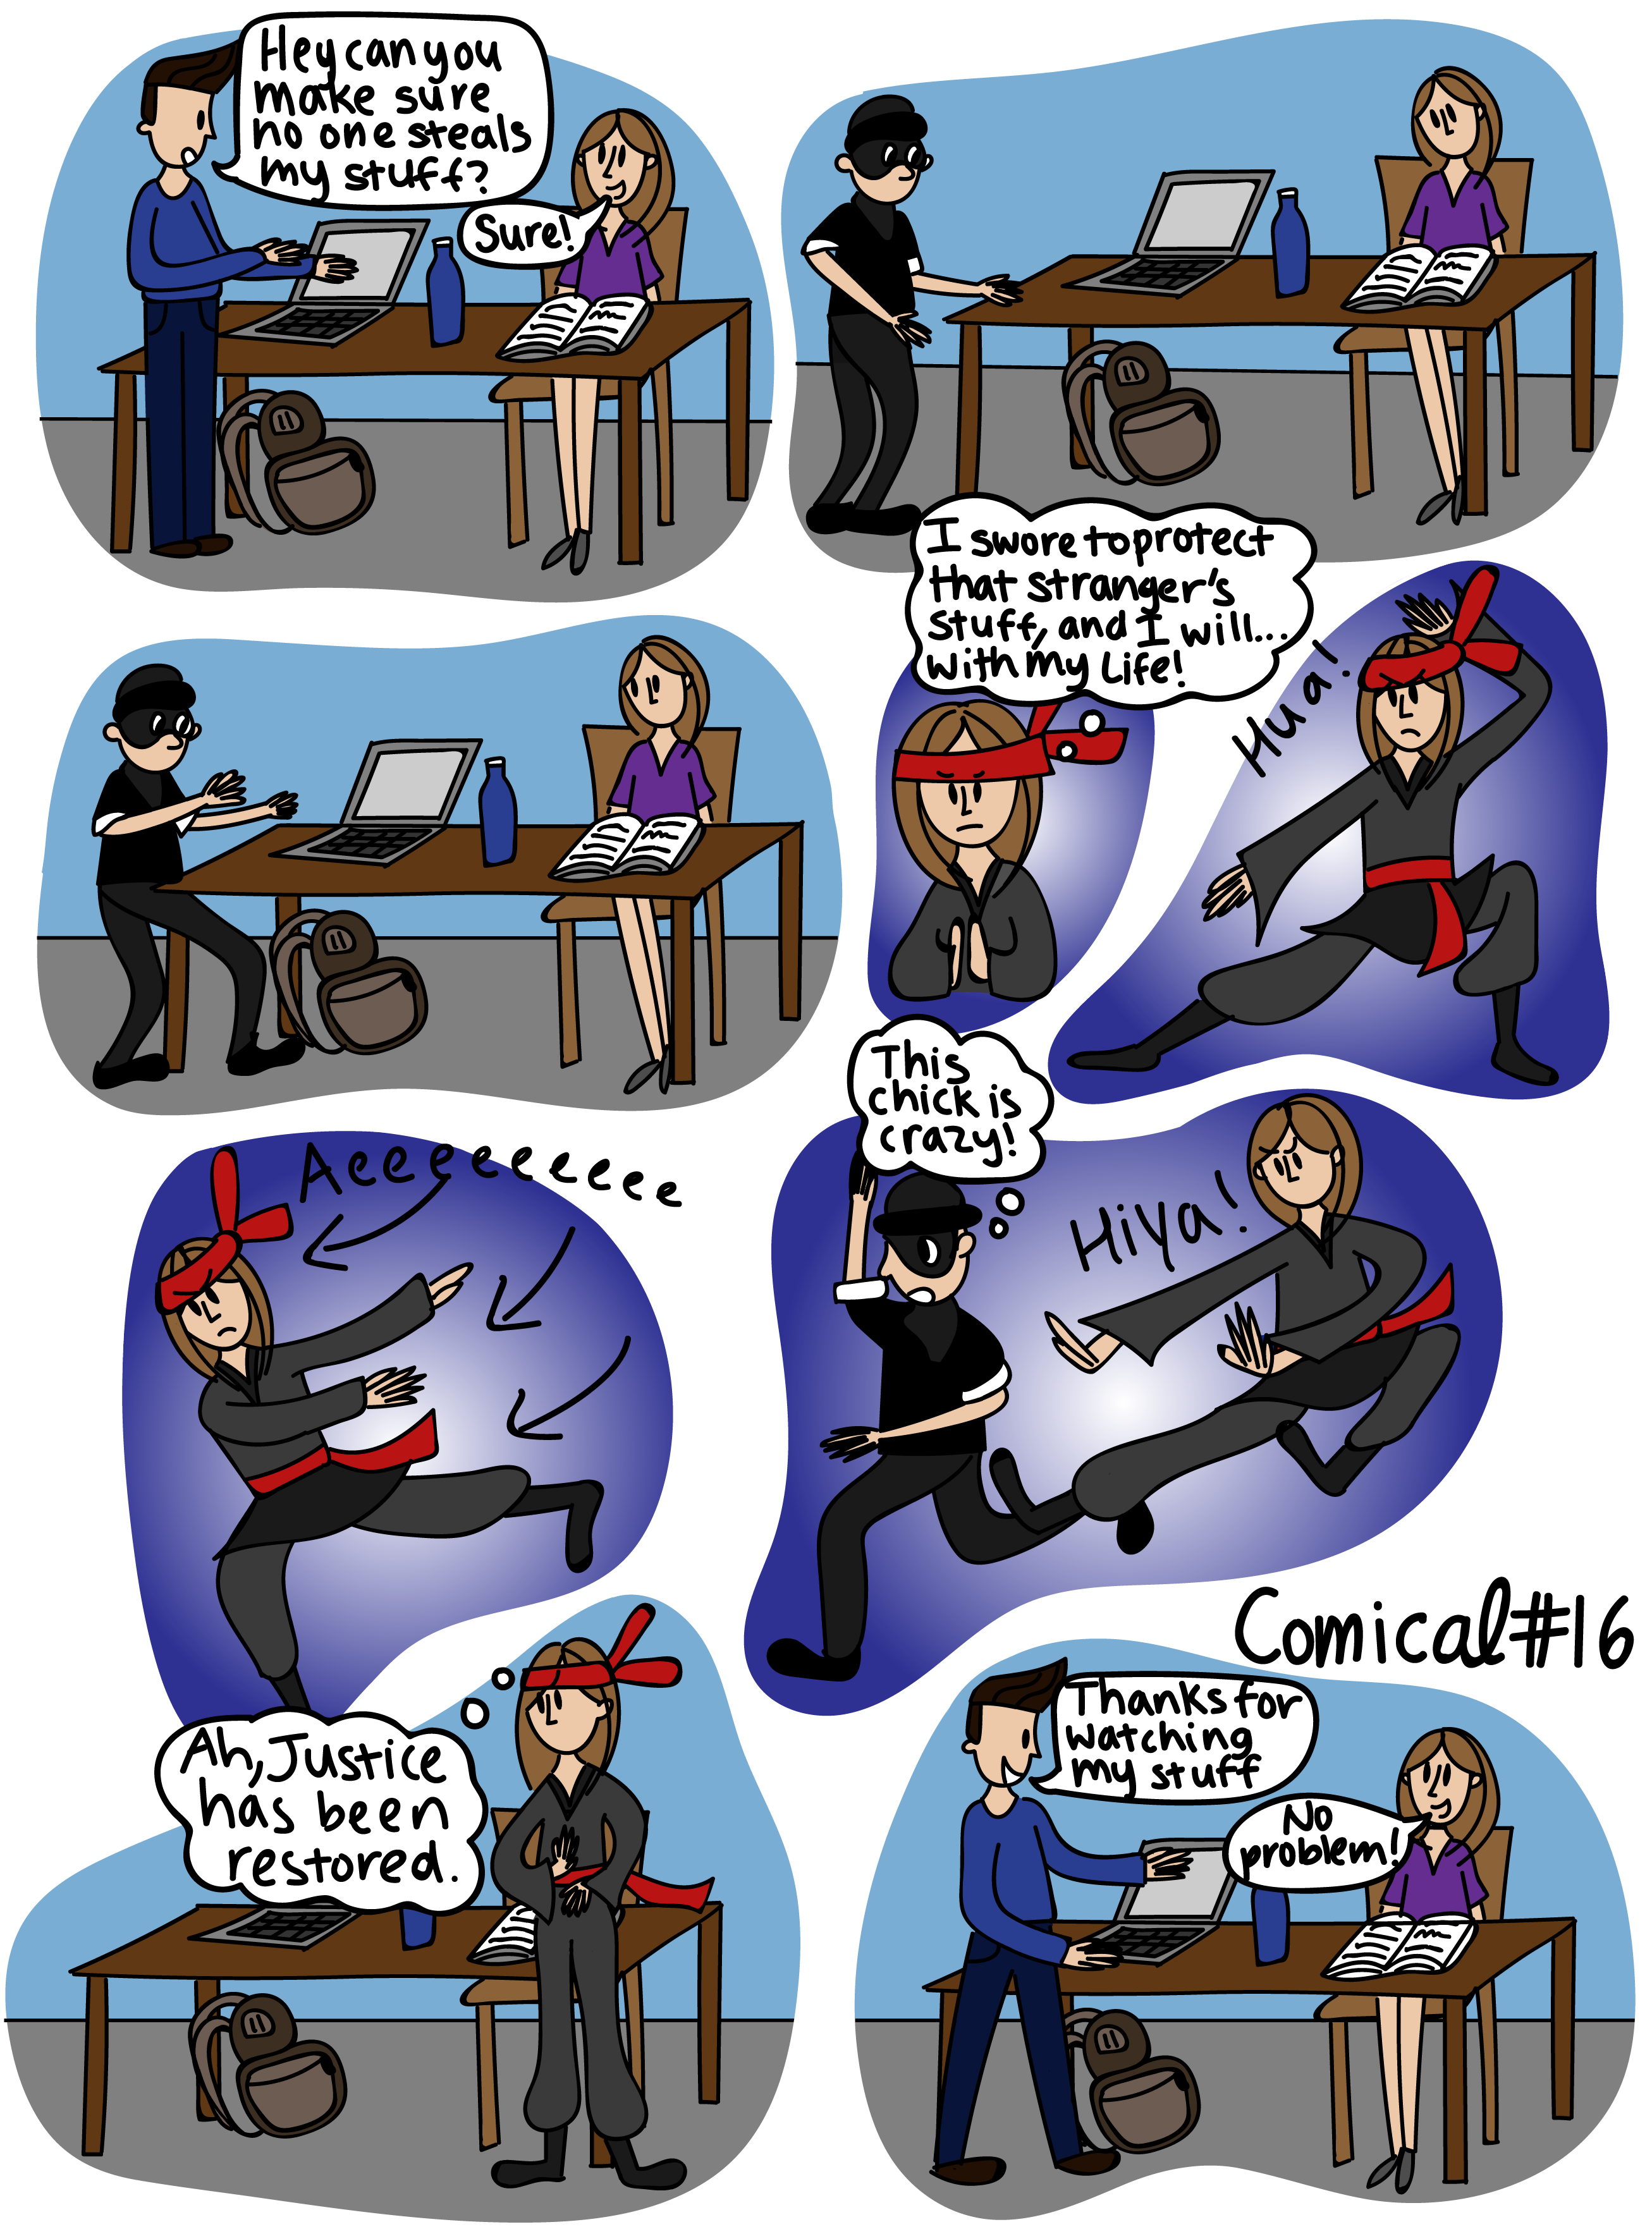 Hey can you
make sure
no one steals
my stuff?
Sure!
I swore to protect
that stranger's
stuff, and I will...
with my life!
Hua!
Aeeeeeeeeee
This
chick is
crazy!
Hiya!
Comical #16
Ah, Justice
has been
restored.
Thanks for
watching
my stuff
No
problem!